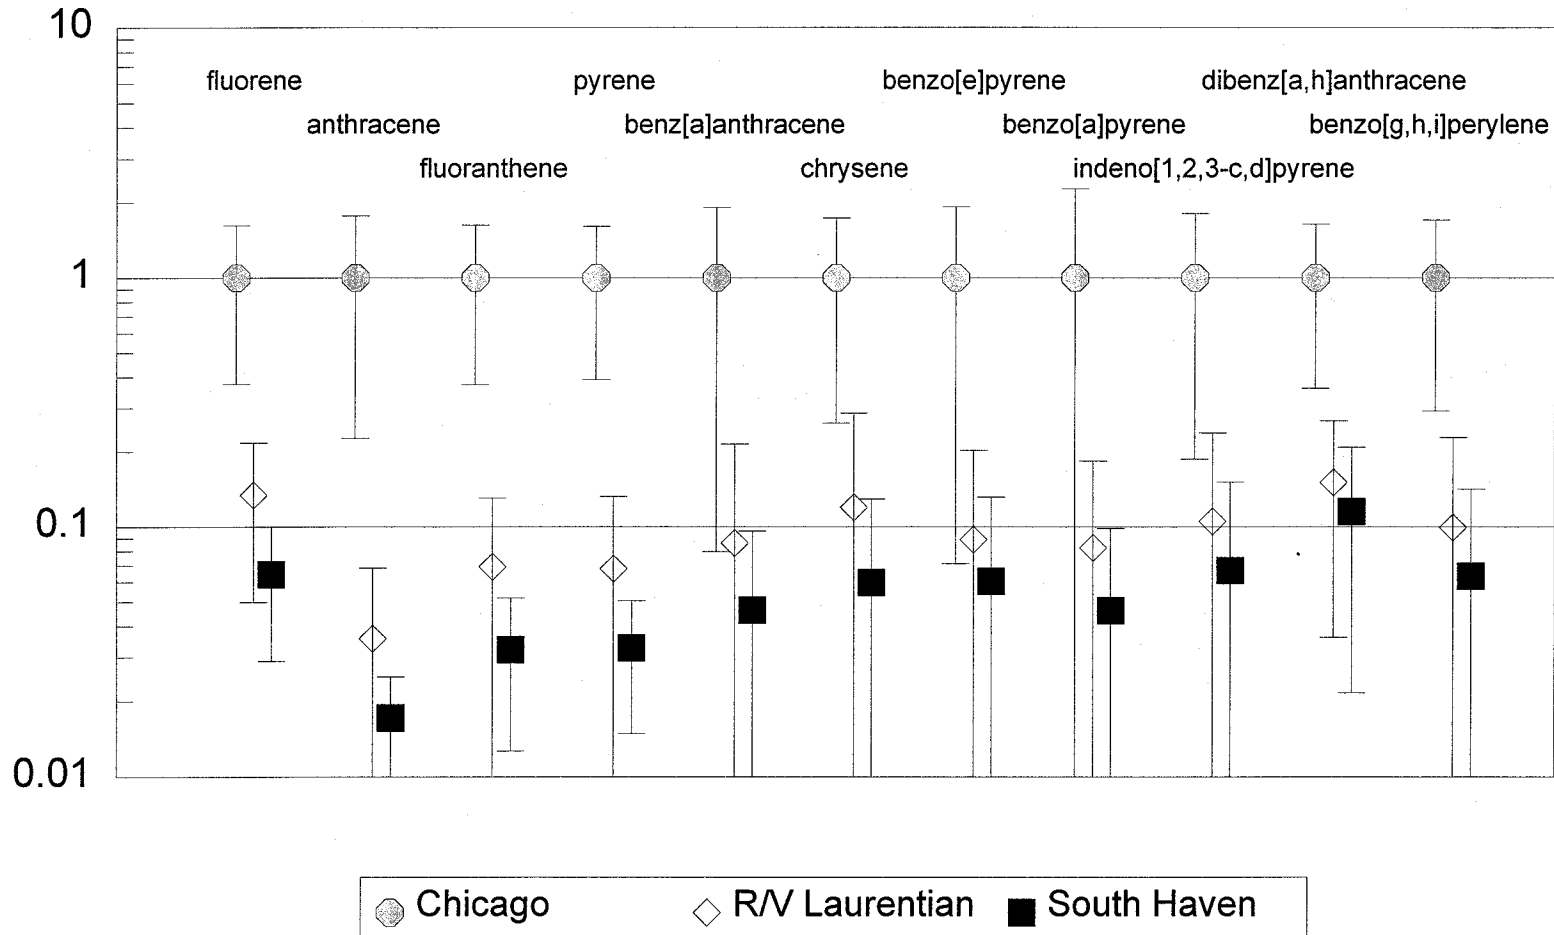 10
fluorene pyrene benzo[e]pyrene dibenz[a,h]anthracene
anthracene benz[a]anthracene benzo[a]pyrene benzo[g,h,i]perylene
fluoranthene chrysene indeno[1,2,3-c,d]pyrene
1
0.1
0.01
Chicago R/V Laurentian South Haven